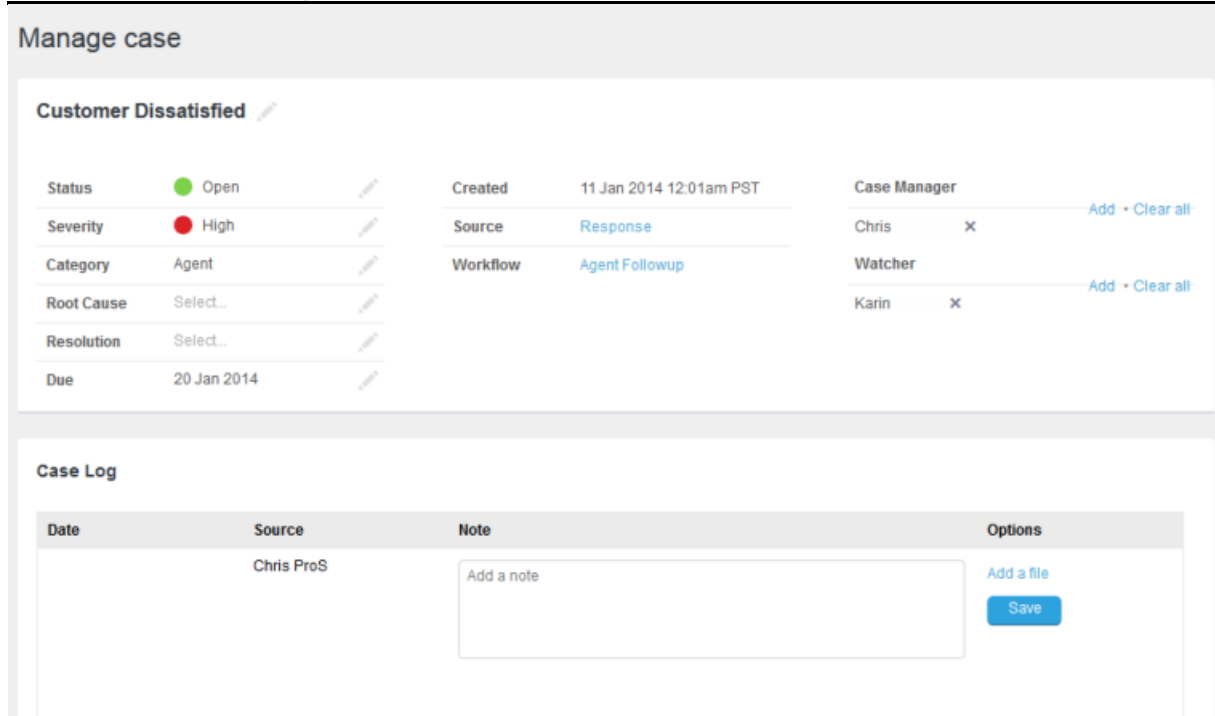 Manage case
Customer Dissatisfied
Status Open
Severity High
Category Agent
Root Cause Select...
Resolution Select...
Due 20 Jan 2014
Created 11 Jan 2014 12:01am PST
Source Response
Workflow Agent Followup
Case Manager
Add • Clear all
Chris ×
Watcher
Add • Clear all
Karin ×
Case Log
Date Source Note Options
Chris ProS Add a note Add a file
Save